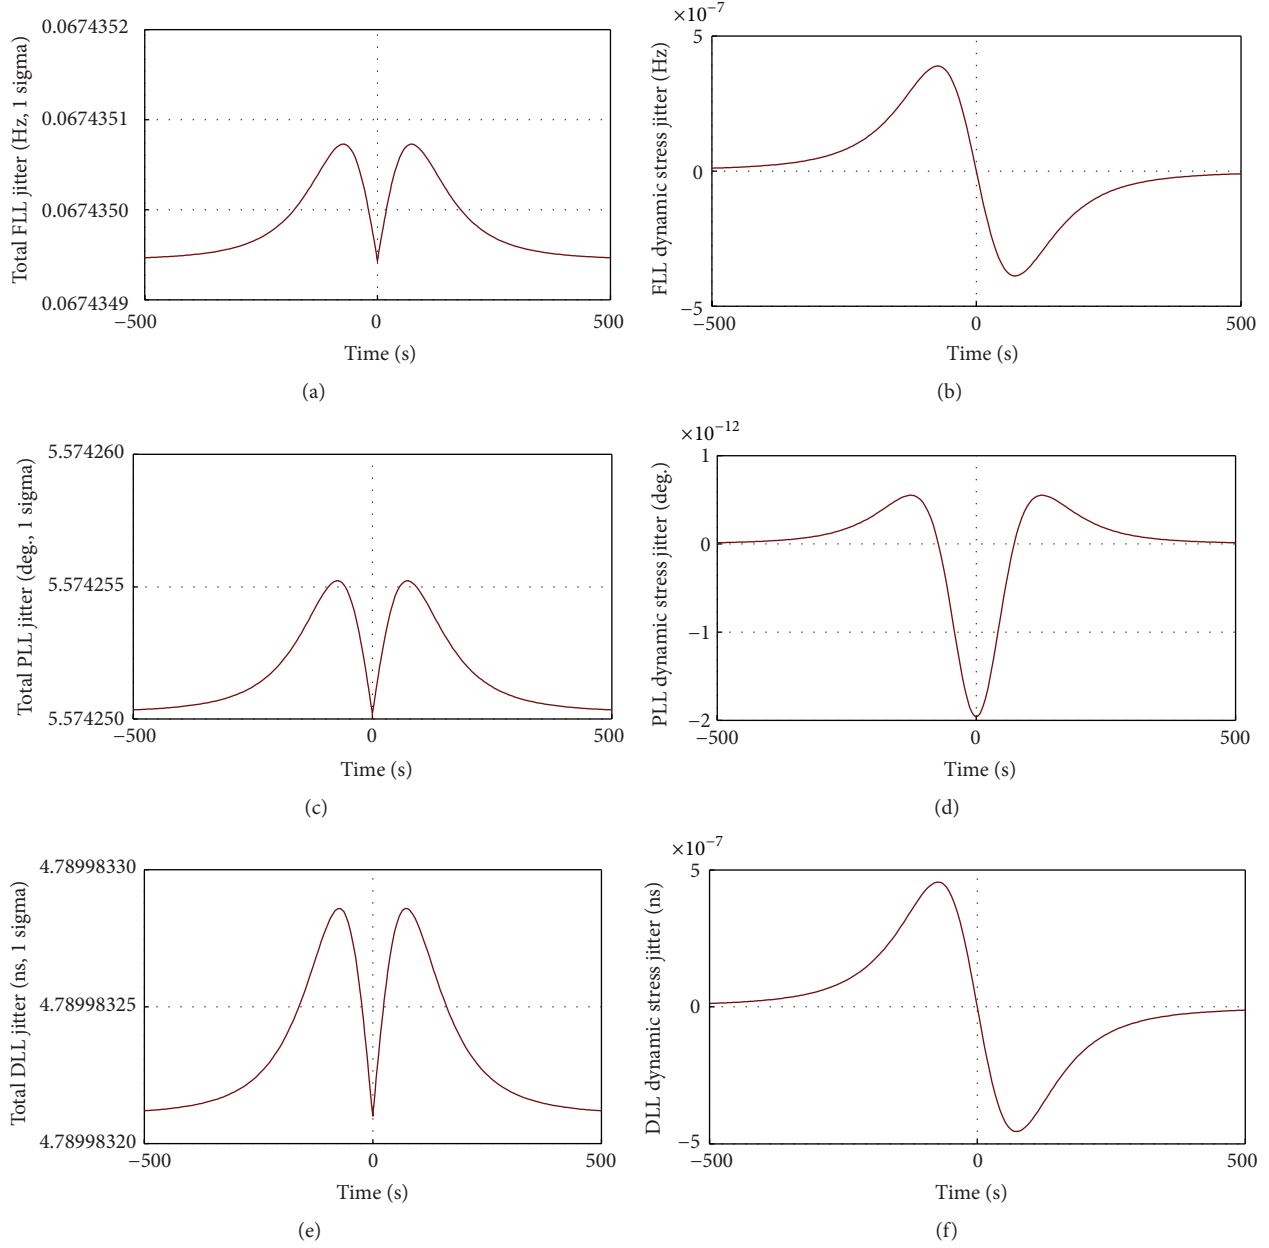 Total FLL jitter (Hz, 1 sigma)
0.0674352
0.0674351
0.0674350
0.0674349
−500
0
500
Time (s)
(a)
×10−7
FLL dynamic stress jitter (Hz)
5
0
−5
−500
0
500
Time (s)
(b)
Total PLL jitter (deg., 1 sigma)
5.574260
5.574255
5.574250
−500
0
500
Time (s)
(c)
×10−12
PLL dynamic stress jitter (deg.)
1
0
−1
−2
−500
0
500
Time (s)
(d)
Total DLL jitter (ns, 1 sigma)
4.78998330
4.78998325
4.78998320
−500
0
500
Time (s)
(e)
×10−7
DLL dynamic stress jitter (ns)
5
0
−5
−500
0
500
Time (s)
(f)